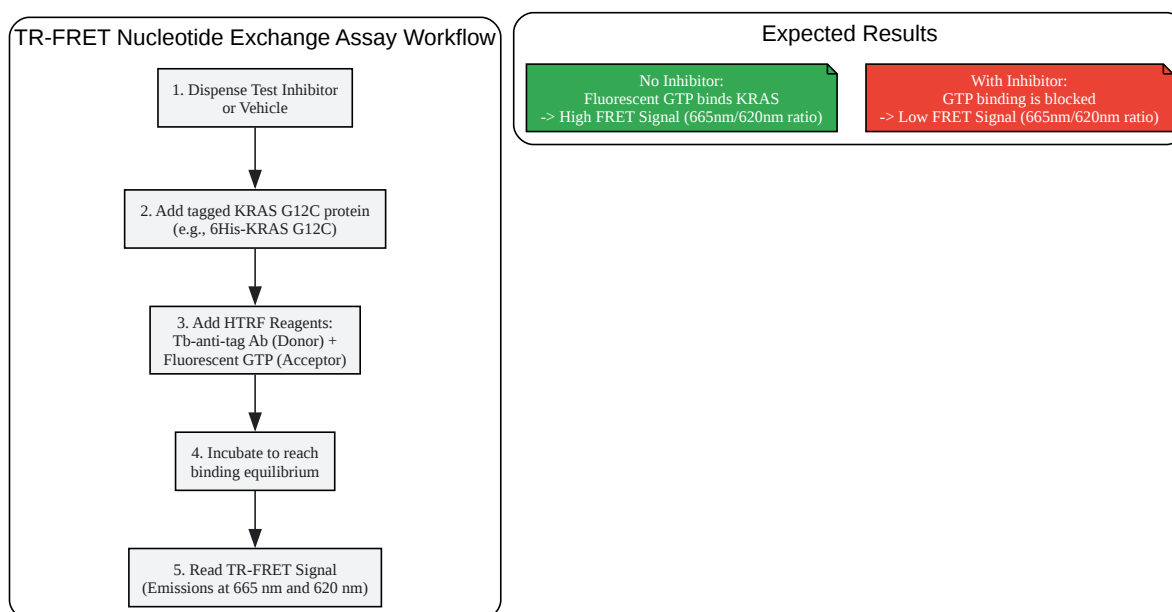 TR-FRET Nucleotide Exchange Assay Workflow
1. Dispense Test Inhibitor
or Vehicle
2. Add tagged KRAS G12C protein
(e.g., 6His-KRAS G12C)
3. Add HTRF Reagents:
Tb-anti-tag Ab (Donor) +
Fluorescent GTP (Acceptor)
4. Incubate to reach
binding equilibrium
5. Read TR-FRET Signal
(Emissions at 665 nm and 620 nm)
Expected Results
No Inhibitor:
Fluorescent GTP binds KRAS
-> High FRET Signal (665nm/620nm ratio)
With Inhibitor:
GTP binding is blocked
-> Low FRET Signal (665nm/620nm ratio)